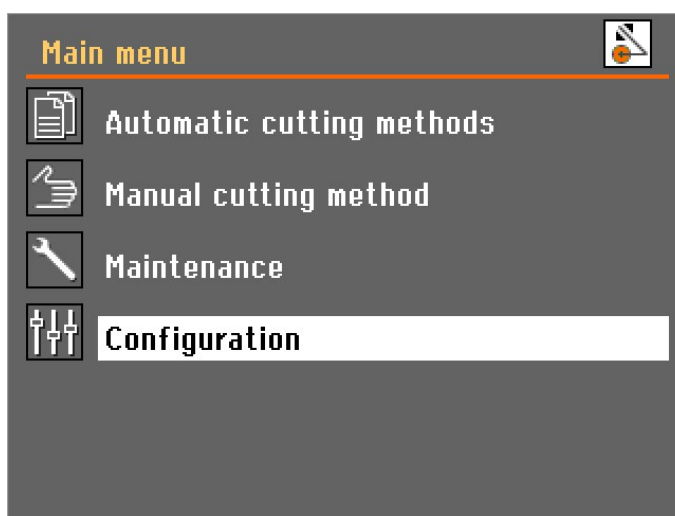 Main menu
Automatic cutting methods
Manual cutting method
Maintenance
Configuration